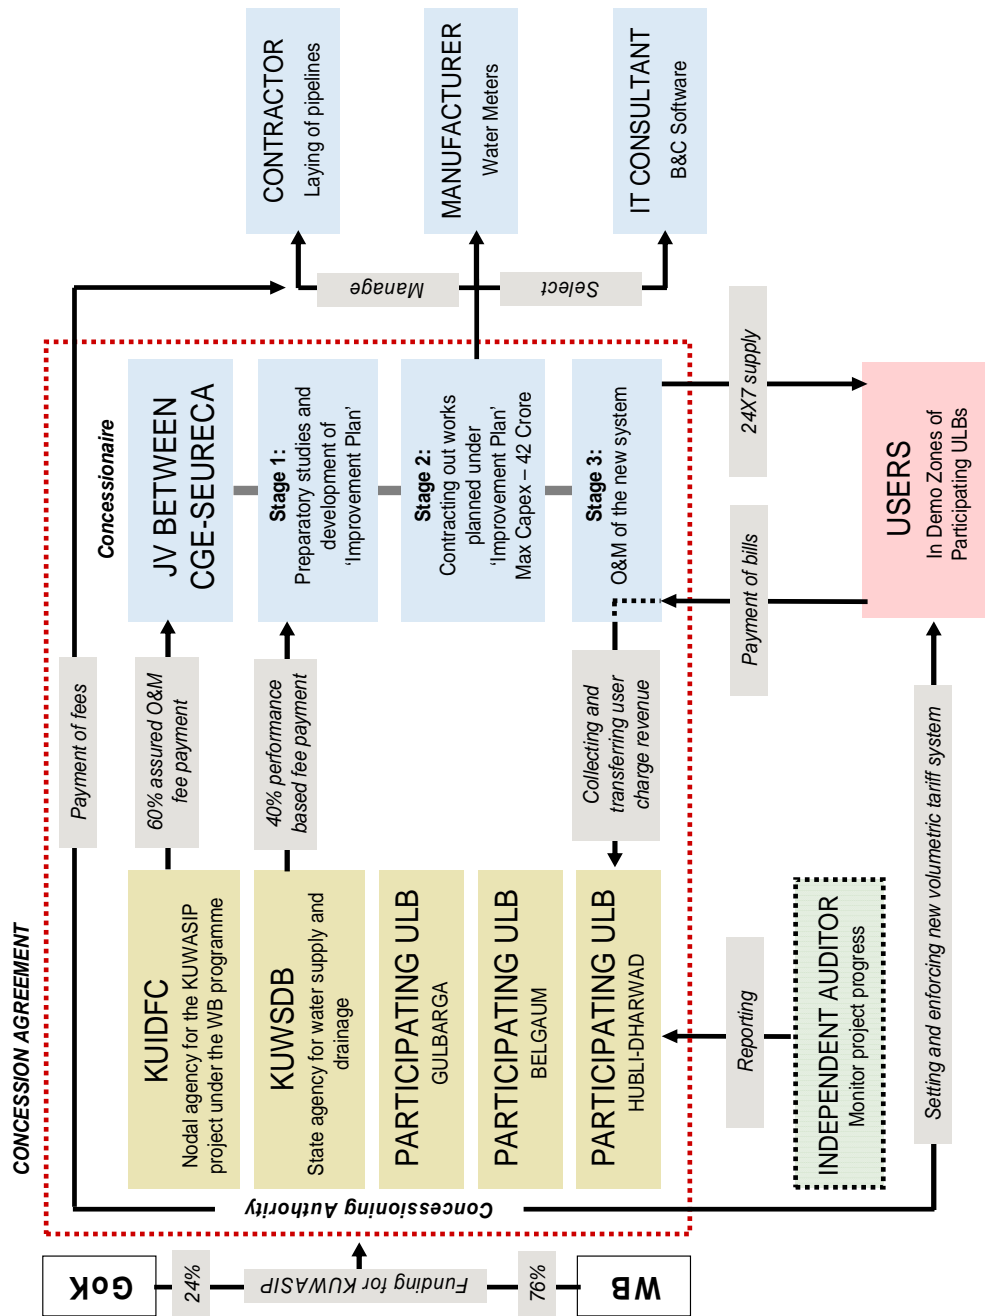 CONCESSION AGREEMENT
GoK
24%
Funding for KUWASIP
76%
WB
Concessioning Authority
KUIDFC
Nodal agency for the KUWASIP
project under the WB programme
KUWSDB
State agency for water supply and
drainage
PARTICIPATING ULB
GULBARGA
PARTICIPATING ULB
BELGAUM
PARTICIPATING ULB
HUBLI-DHARWAD
Payment of fees
60% assured O&M
fee payment
40% performance
based fee payment
Collecting and
transferring user
charge revenue
Concessionaire
JV BETWEEN
CGE-SEURECA
Stage 1:
Preparatory studies and
development of
‘Improvement Plan’
Stage 2:
Contracting out works
planned under
‘Improvement Plan’
Max Capex – 42 Crore
Stage 3:
O&M of the new system
Manage
Select
CONTRACTOR
Laying of pipelines
MANUFACTURER
Water Meters
IT CONSULTANT
B&C Software
Reporting
INDEPENDENT AUDITOR
Monitor project progress
Payment of bills
24X7 supply
USERS
In Demo Zones of
Participating ULBs
Setting and enforcing new volumetric tariff system